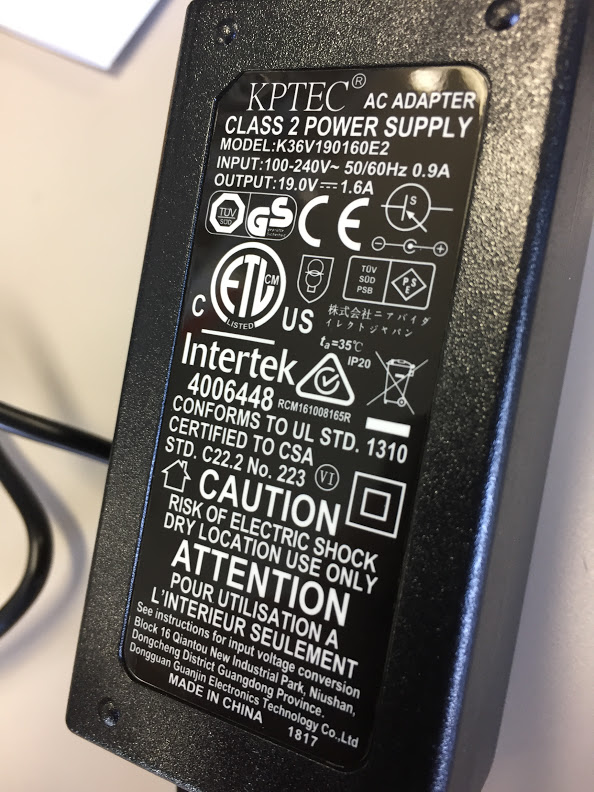 KPTEC® AC ADAPTER
CLASS 2 POWER SUPPLY
MODEL:K36V190160E2
INPUT:100-240V~ 50/60Hz 0.9A
OUTPUT:19.0V⎓1.6A
TÜV SÜD GS CE S
C ETL CM LISTED US
TÜV SÜD PSB PSE
株式会社ニアバイダ
イレクトジャパン
ta=35℃
Intertek IP20
4006448 RCM161008165R
CONFORMS TO UL STD. 1310
CERTIFIED TO CSA
STD. C22.2 No. 223 VI
CAUTION
RISK OF ELECTRIC SHOCK
DRY LOCATION USE ONLY
ATTENTION
POUR UTILISATION A
L'INTERIEUR SEULEMENT
See instructions for input voltage conversion
Block 16 Qiantou New Industrial Park, Niushan,
Dongcheng District Guangdong Province.
Dongguan Guanjin Electronics Technology Co.,Ltd
MADE IN CHINA 1817